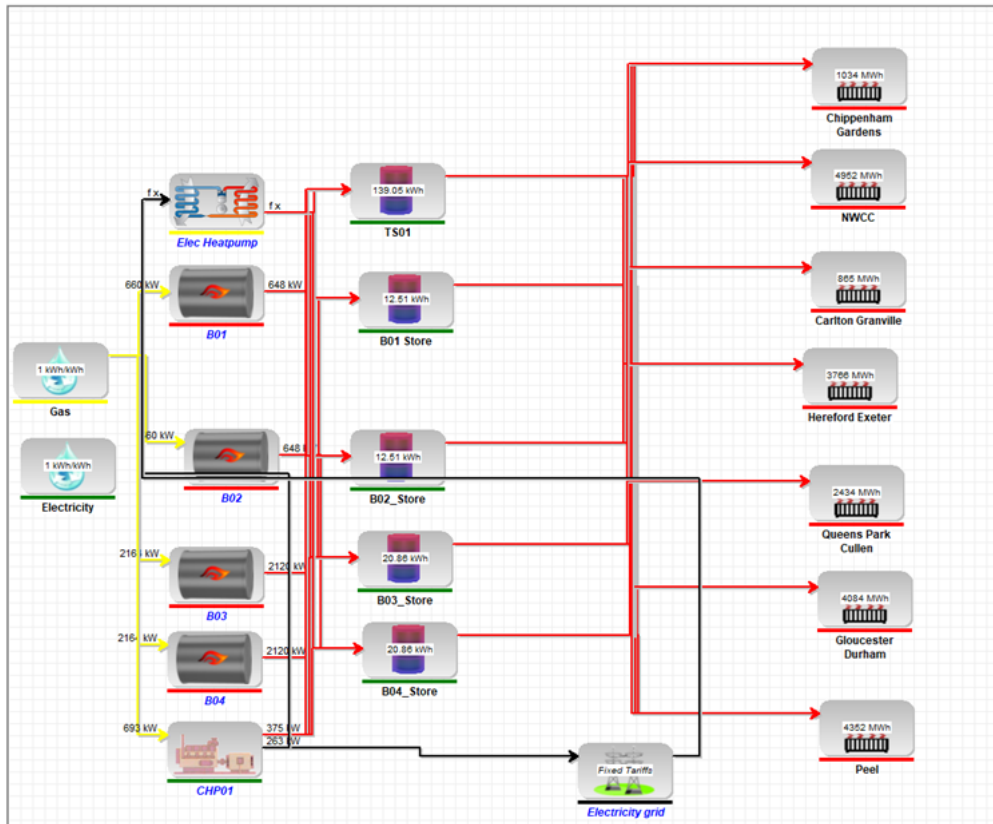 1034 MWh
Chippenham
Gardens
4952 MWh
NWCC
f x
f x
Elec Heatpump
139.05 kWh
TS01
660 kW
648 kW
B01
12.51 kWh
B01 Store
865 MWh
Carlton Granville
1 kWh/kWh
Gas
3766 MWh
Hereford Exeter
60 kW
648 k
B02
12.51 kWh
B02_Store
1 kWh/kWh
Electricity
2434 MWh
Queens Park
Cullen
kW
2120 kW
B03
20.86 kWh
B03_Store
4084 MWh
Gloucester
Durham
2164 kW
2120 kW
B04
20.86 kWh
B04_Store
693 kW
375 kW
263 kW
CHP01
Fixed Tariffs
Electricity grid
4352 MWh
Peel